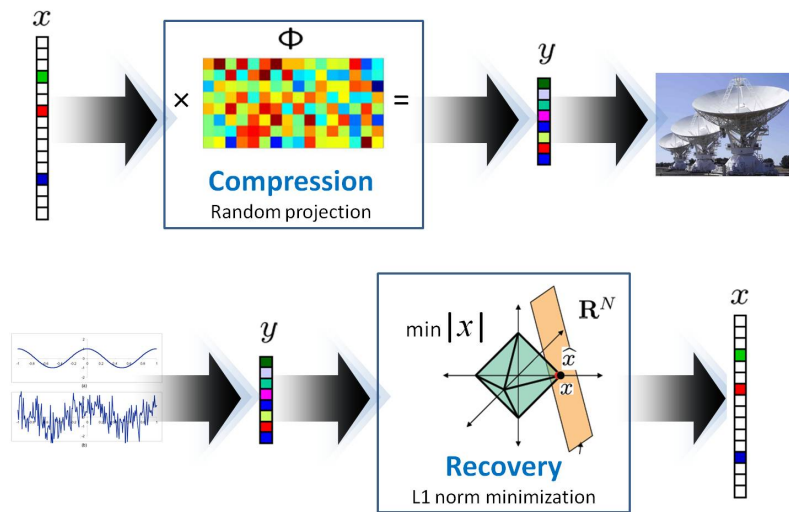 x
Φ
y
×
=
Compression
Random projection
y
min |x|
R^N
x̂
x
x
Recovery
L1 norm minimization
(a)
(b)